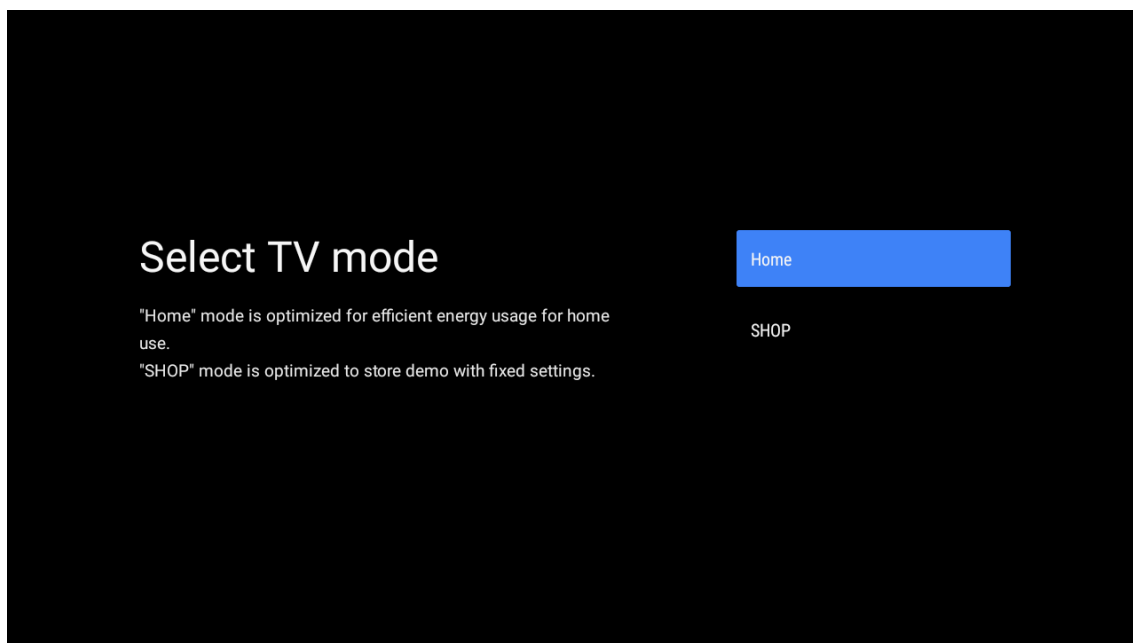 Select TV mode
"Home" mode is optimized for efficient energy usage for home
use.
"SHOP" mode is optimized to store demo with fixed settings.
Home
SHOP